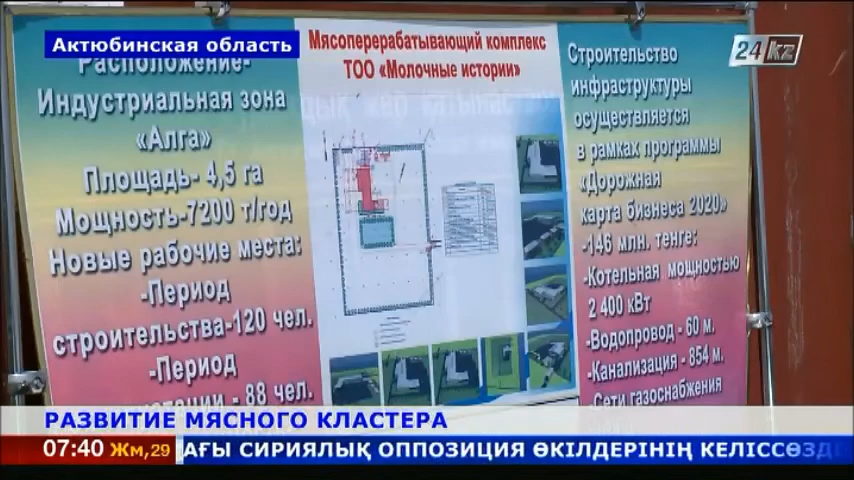 Актюбинская область
24kz
Расположение-
Индустриальная зона
«Алга»
Площадь- 4,5 га
Мощность-7200 т/год
Новые рабочие места:
-Период
строительства-120 чел.
-Период
- 88 чел.
Мясоперерабатывающий комплекс
ТОО «Молочные истории»
Строительство
инфраструктуры
осуществляется
в рамках программы
«Дорожная
карта бизнеса 2020»
-146 млн. тенге:
-Котельная мощностью
2 400 кВт
-Водопровод - 60 м.
-Канализация - 854 м.
-Сети газоснабжения
РАЗВИТИЕ МЯСНОГО КЛАСТЕРА
07:40 Жм,29 АҒЫ СИРИЯЛЫҚ ОППОЗИЦИЯ ӨКІЛДЕРІНІҢ КЕЛІССӨЗД